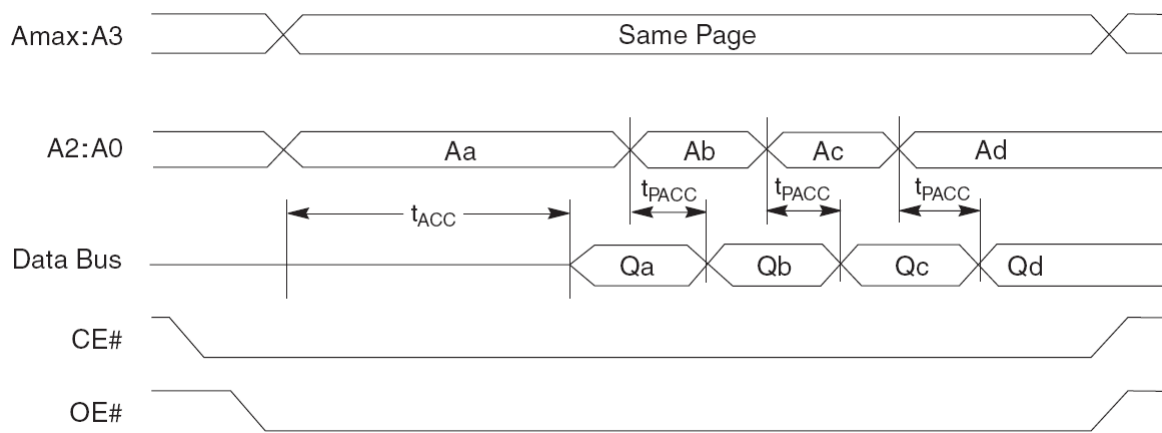 Amax:A3 Same Page
A2:A0 Aa Ab Ac Ad
tPACC tPACC tPACC
tACC
Data Bus Qa Qb Qc Qd
CE#
OE#